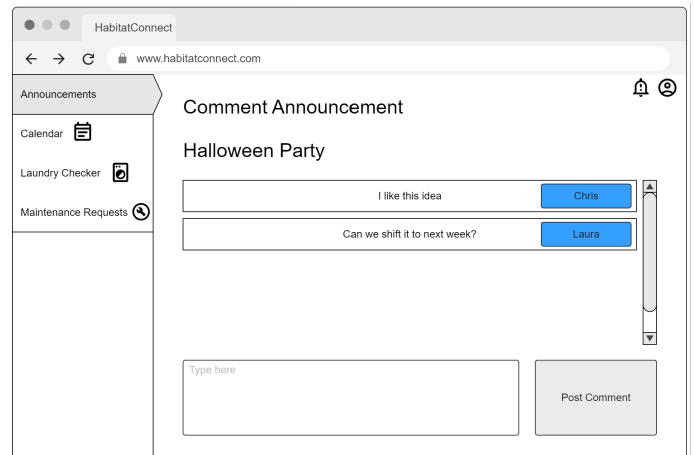 HabitatConnect
www.habitatconnect.com
Announcements
Calendar
Laundry Checker
Maintenance Requests
Comment Announcement
Halloween Party
I like this idea
Chris
Can we shift it to next week?
Laura
Type here
Post Comment